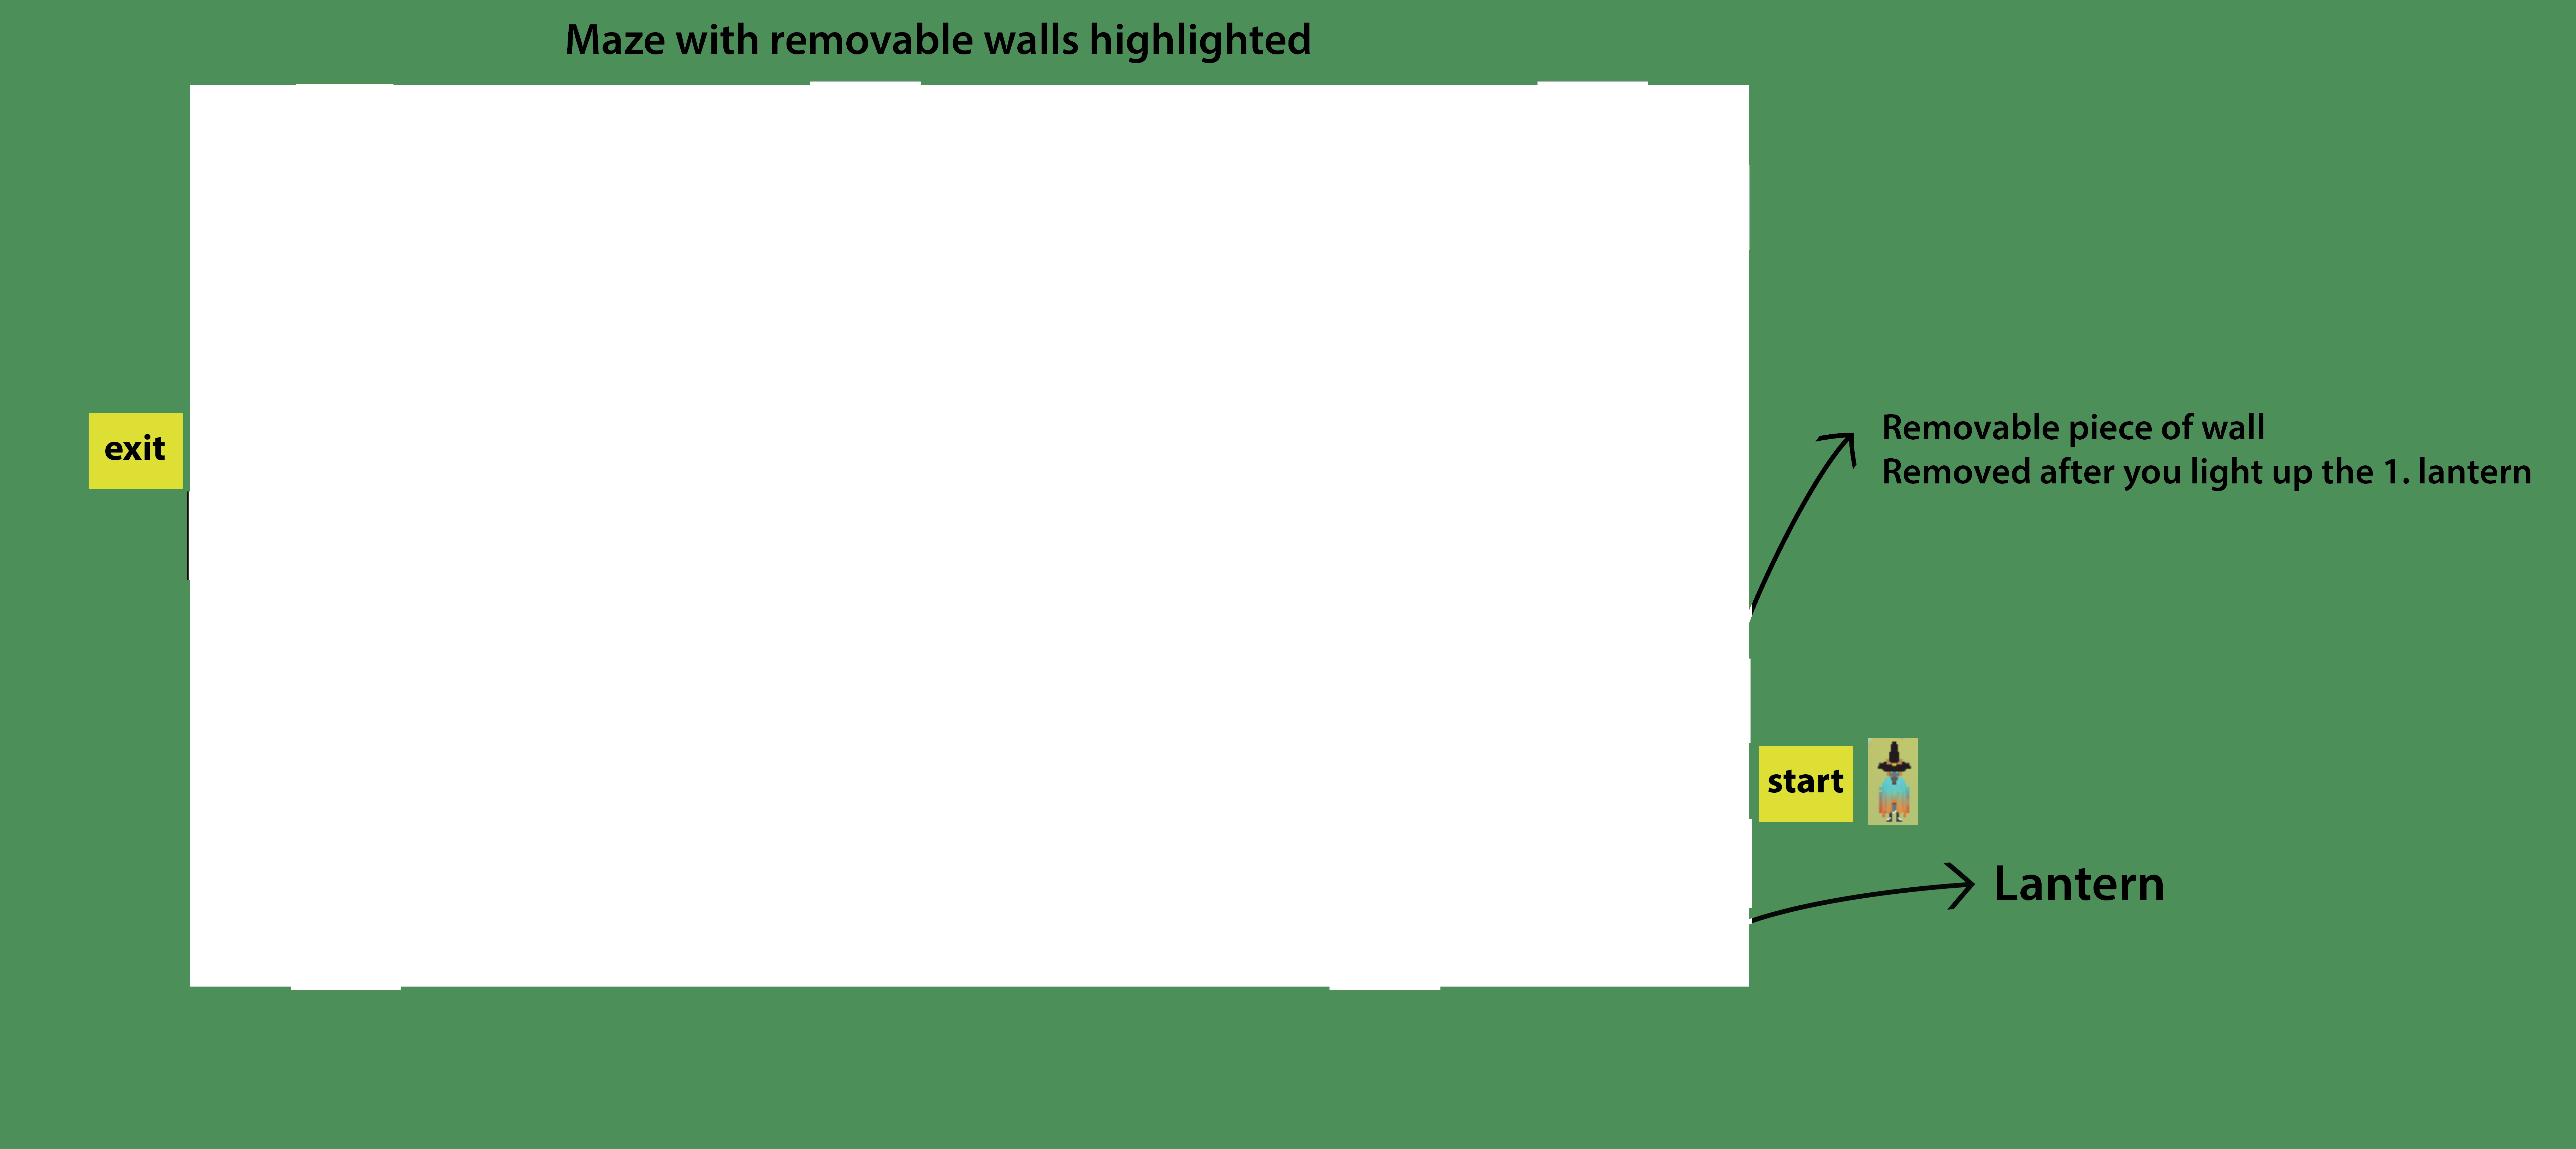 Maze with removable walls highlighted
exit
Removable piece of wall
Removed after you light up the 1. lantern
start
Lantern